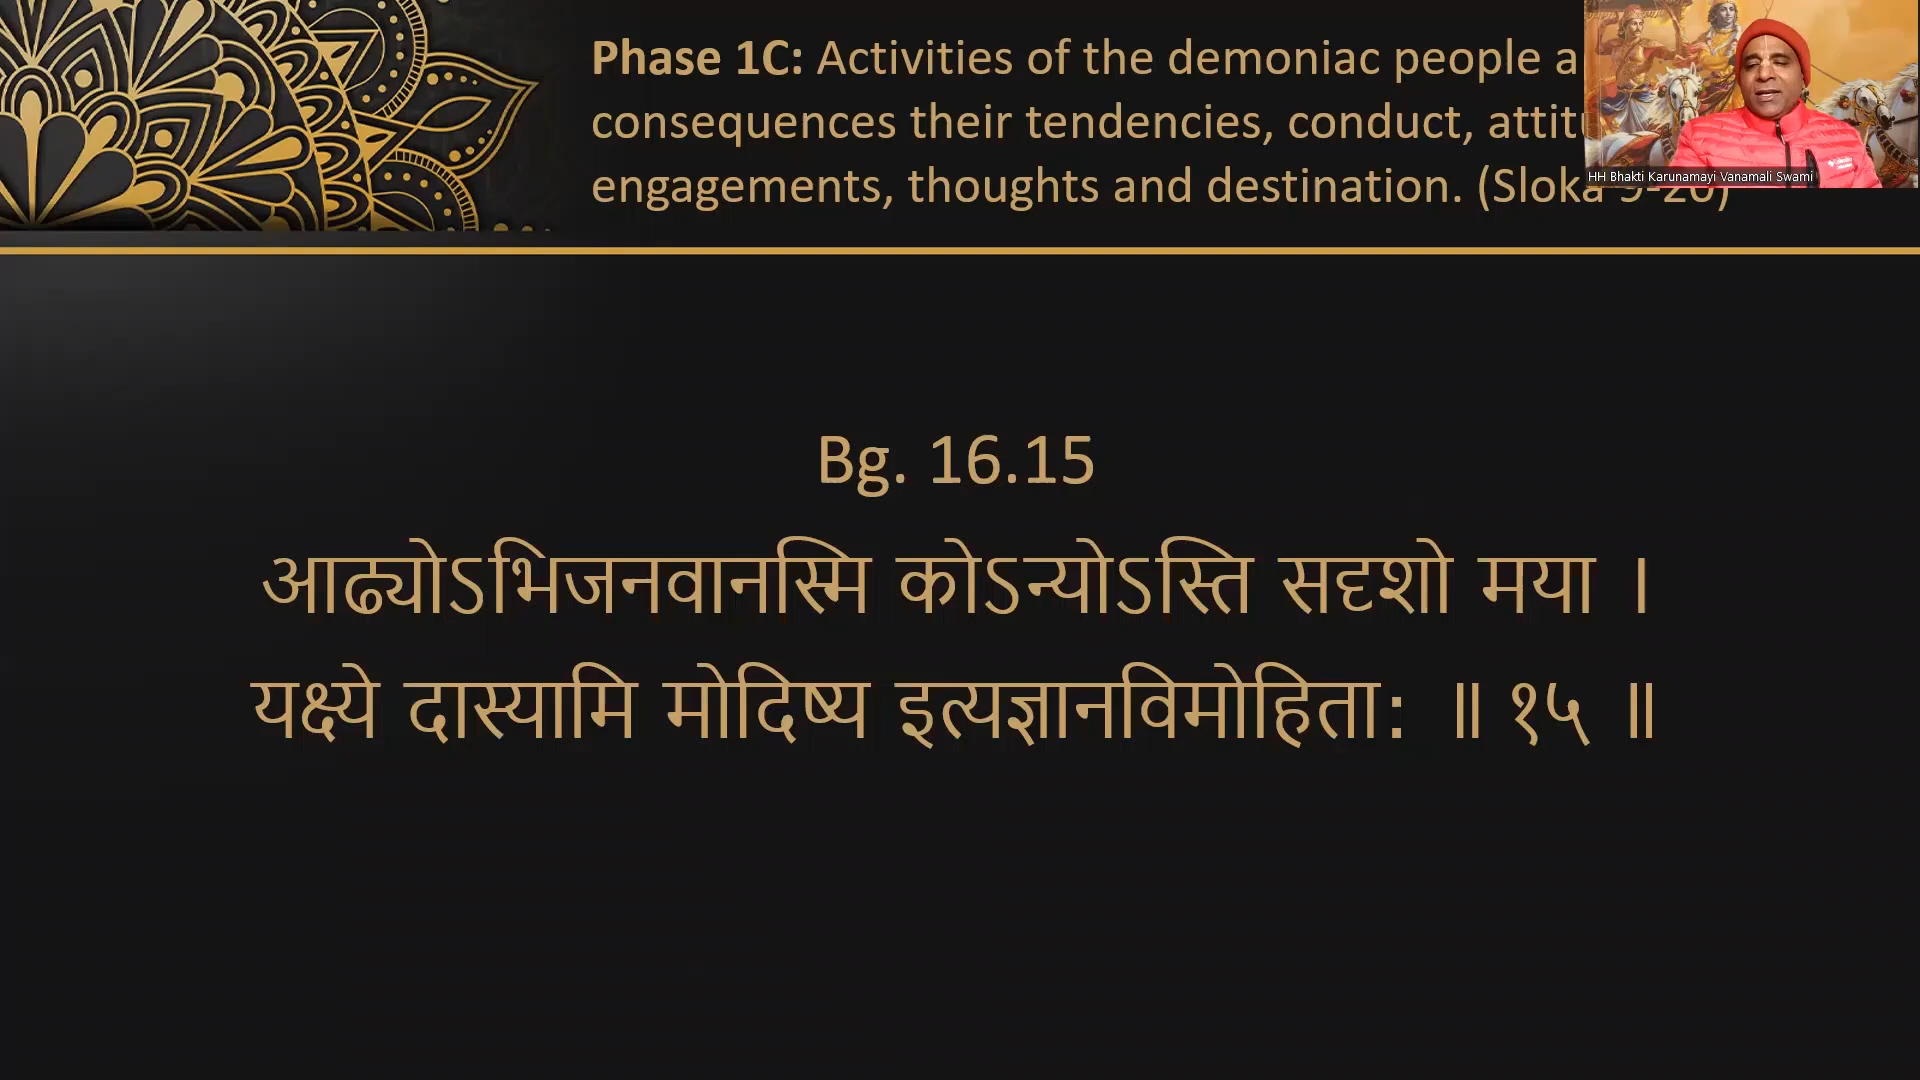 Phase 1C: Activities of the demoniac people a
consequences their tendencies, conduct, attit
engagements, thoughts and destination. (Sloka 9-20)
HH Bhakti Karunamayi Vanamali Swami
Bg. 16.15
आढ्योऽभिजनवानस्मि कोऽन्योऽस्ति सदृशो मया ।
यक्ष्ये दास्यामि मोदिष्य इत्यज्ञानविमोहिताः ॥ १५ ॥